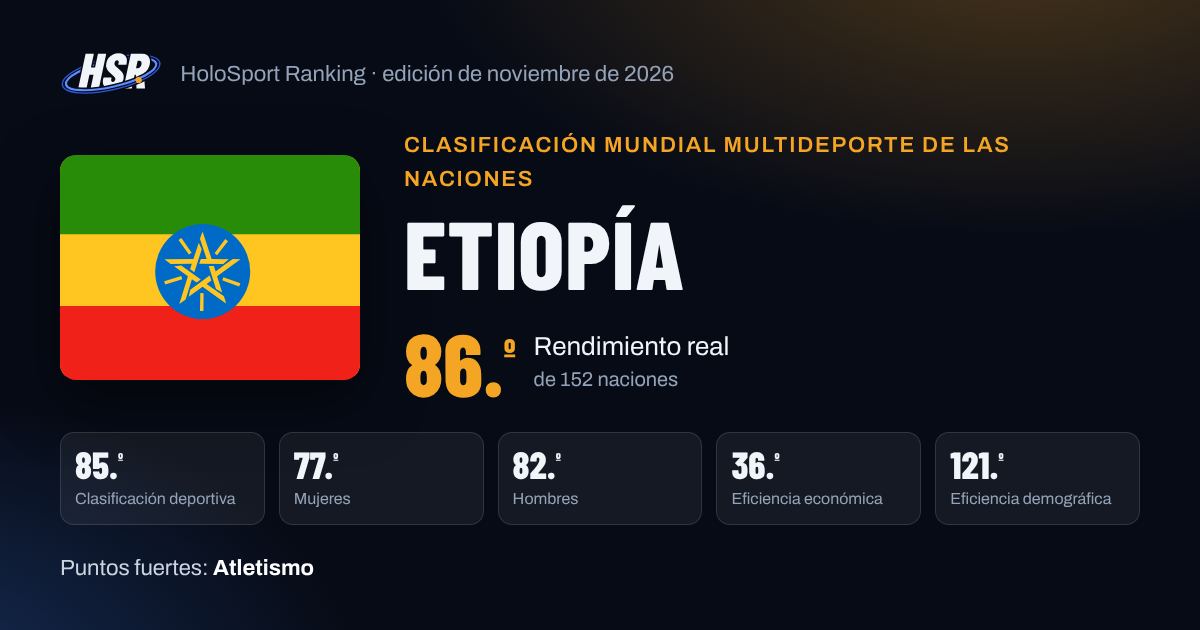 HSR
HoloSport Ranking · edición de noviembre de 2026
CLASIFICACIÓN MUNDIAL MULTIDEPORTE DE LAS
NACIONES
ETIOPÍA
86.º
Rendimiento real
de 152 naciones
85.º
Clasificación deportiva
77.º
Mujeres
82.º
Hombres
36.º
Eficiencia económica
121.º
Eficiencia demográfica
Puntos fuertes: Atletismo